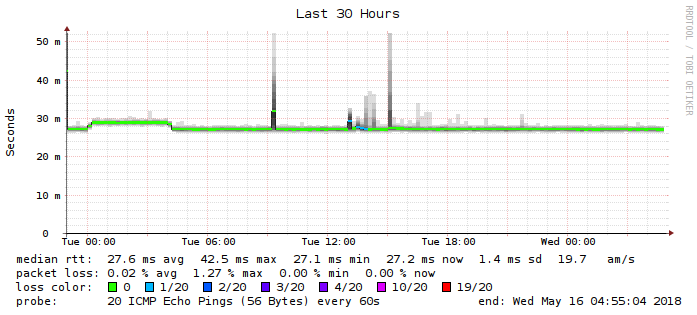 Last 30 Hours
RRDTOOL / TOBI OETIKER
Seconds
50 m
40 m
30 m
20 m
10 m
0
Tue 00:00 Tue 06:00 Tue 12:00 Tue 18:00 Wed 00:00
median rtt: 27.6 ms avg 42.5 ms max 27.1 ms min 27.2 ms now 1.4 ms sd 19.7 am/s
packet loss: 0.02 % avg 1.27 % max 0.00 % min 0.00 % now
loss color: 0 1/20 2/20 3/20 4/20 10/20 19/20
probe: 20 ICMP Echo Pings (56 Bytes) every 60s end: Wed May 16 04:55:04 2018